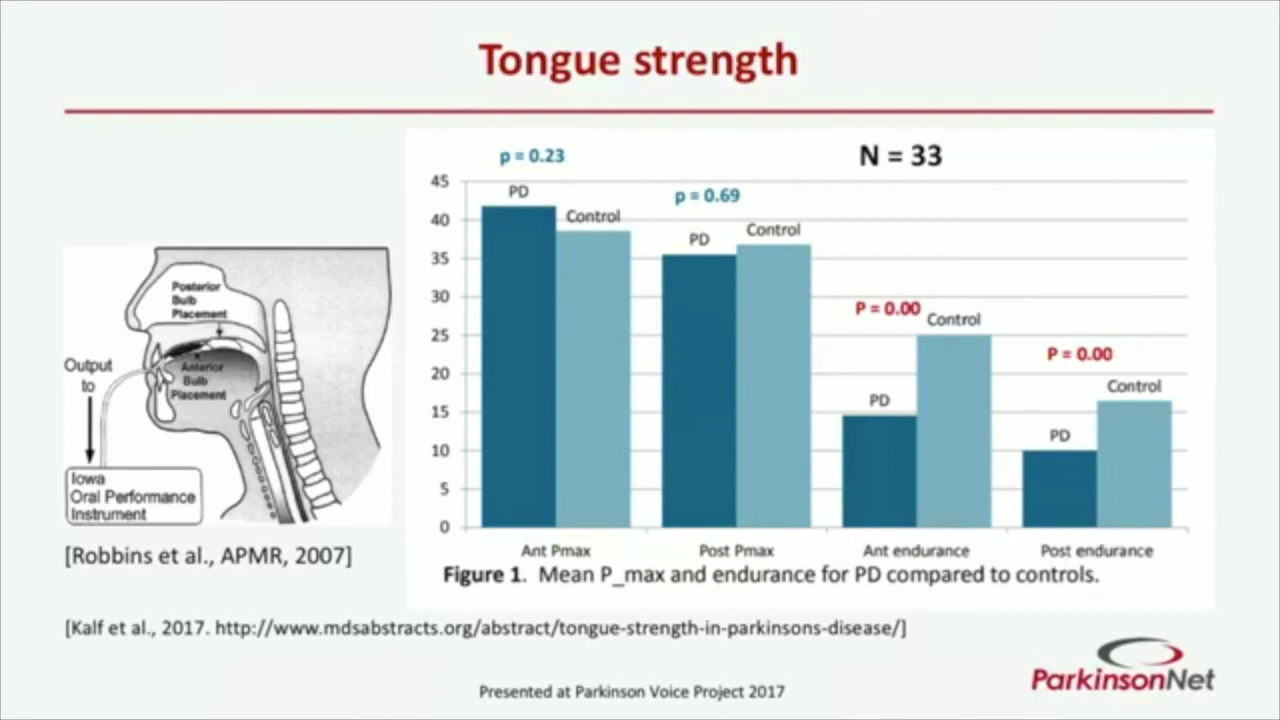 Tongue strength
Posterior
Bulb
Placement
Anterior
Bulb
Placement
Output
to
Iowa
Oral Performance
Instrument
[Robbins et al., APMR, 2007]
N = 33
p = 0.23
p = 0.69
P = 0.00
P = 0.00
PD
Control
PD
Control
PD
Control
PD
Control
45
40
35
30
25
20
15
10
5
0
Ant Pmax
Post Pmax
Ant endurance
Post endurance
Figure 1. Mean P_max and endurance for PD compared to controls.
[Kalf et al., 2017. http://www.mdsabstracts.org/abstract/tongue-strength-in-parkinsons-disease/]
ParkinsonNet
Presented at Parkinson Voice Project 2017